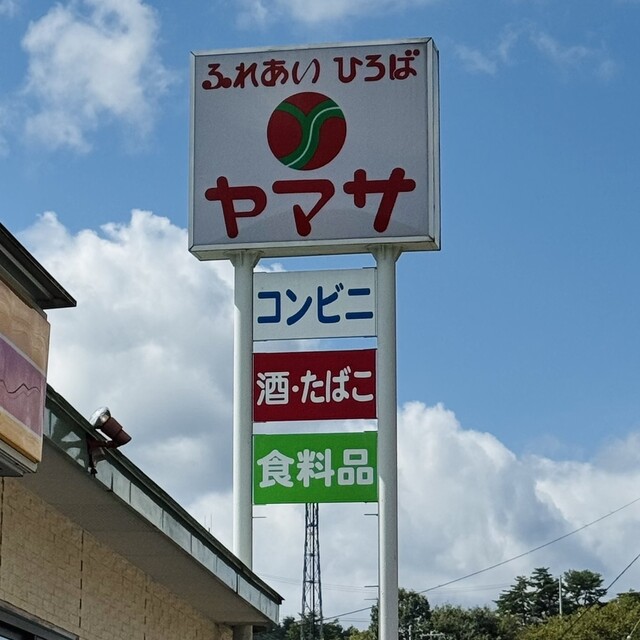 ふれあい ひろば
ヤマサ
コンビニ
酒・たばこ
食料品